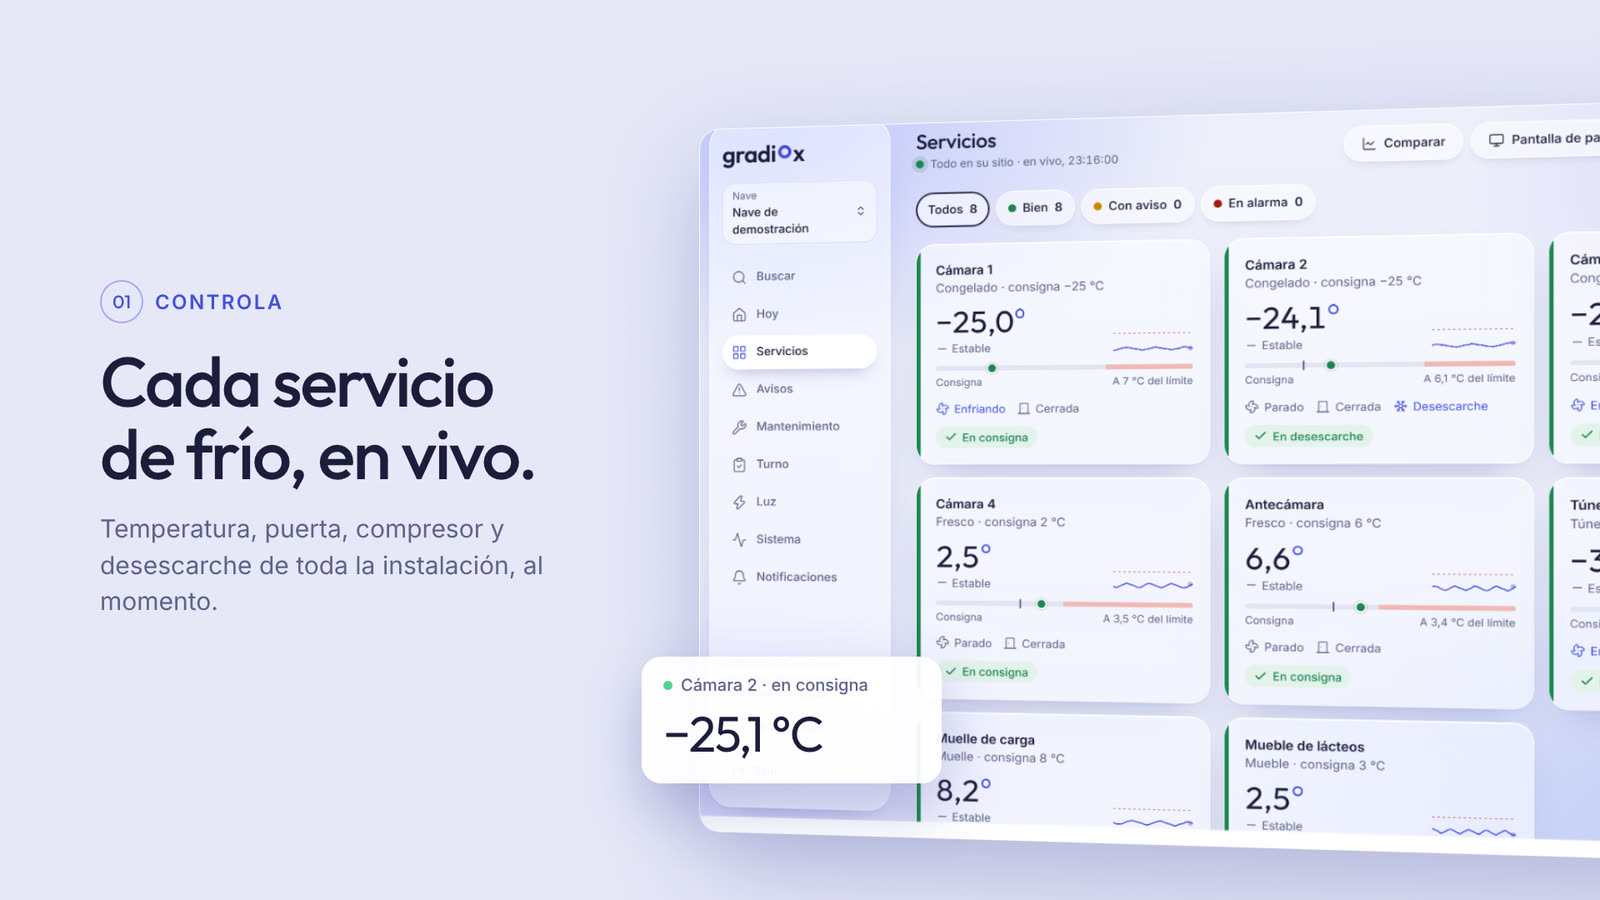 01 CONTROLA
Cada servicio
de frío, en vivo.
Temperatura, puerta, compresor y
desescarche de toda la instalación, al
momento.
gradiox
Nave
Nave de
demostración
Buscar
Hoy
Servicios
Avisos
Mantenimiento
Turno
Luz
Sistema
Notificaciones
Servicios
Todo en su sitio · en vivo, 23:16:00
Comparar
Pantalla de
Todos 8
Bien 8
Con aviso 0
En alarma 0
Cámara 1
Congelado · consigna −25 °C
−25,0°
Estable
Consigna
A 7 °C del límite
Enfriando
Cerrada
En consigna
Cámara 2
Congelado · consigna −25 °C
−24,1°
Estable
Consigna
A 6,1 °C del límite
Parado
Cerrada
Desescarche
En desescarche
Cámara 4
Fresco · consigna 2 °C
2,5°
Estable
Consigna
A 3,5 °C del límite
Parado
Cerrada
En consigna
Antecámara
Fresco · consigna 6 °C
6,6°
Estable
Consigna
A 3,4 °C del límite
Parado
Cerrada
En consigna
Muelle de carga
Muelle · consigna 8 °C
8,2°
Estable
Mueble de lácteos
Mueble · consigna 3 °C
2,5°
Estable
Cámara 2 · en consigna
−25,1 °C